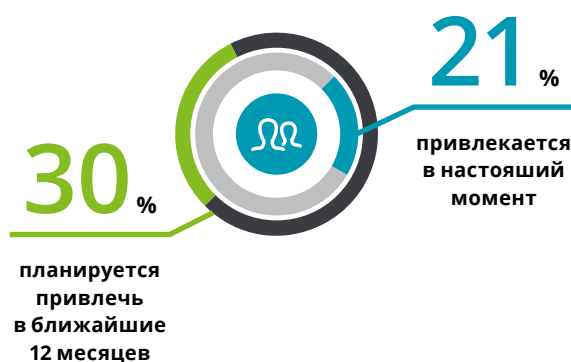 21 %
привлекается
в настояший
момент
30 %
планируется
привлечь
в ближайшие
12 месяцев